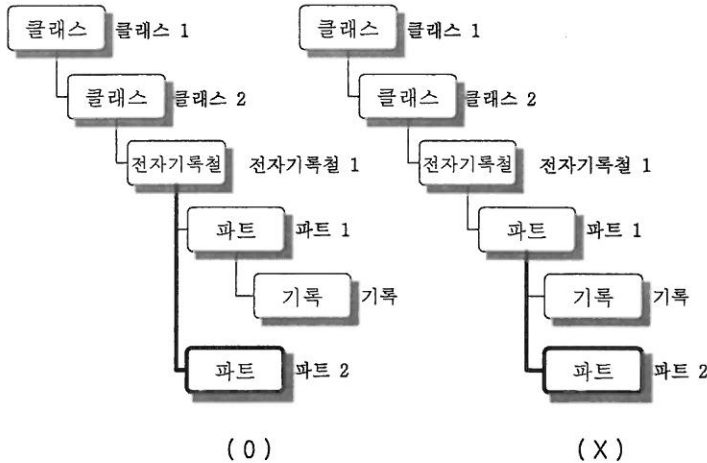 클래스 클래스 1 클래스 클래스 1
클래스 클래스 2 클래스 클래스 2
전자기록철 전자기록철 1 전자기록철 전자기록철 1
파트 파트 1 파트 파트 1
기록 기록 기록 기록
파트 파트 2 파트 파트 2
( O ) ( X )